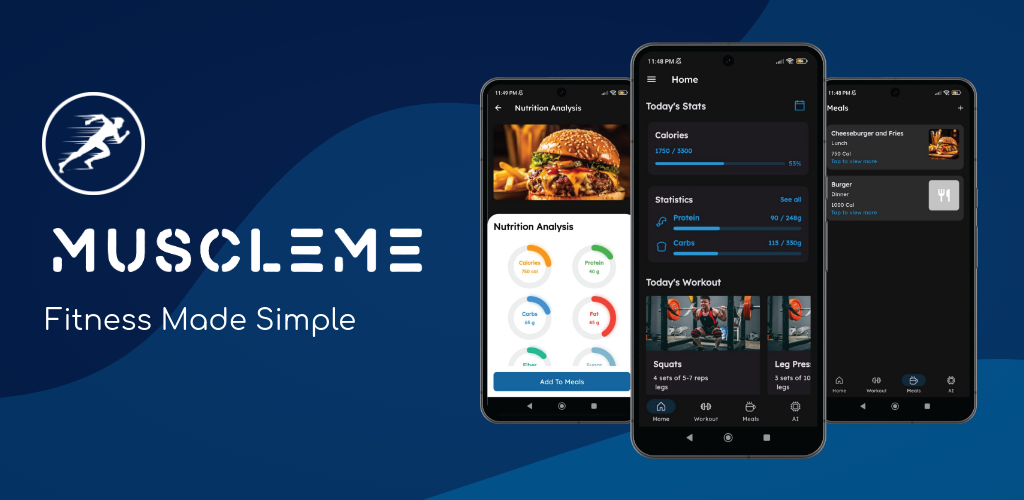 MUSCLEME
Fitness Made Simple
11:49 PM
Nutrition Analysis
Nutrition Analysis
Calories
750 cal
Protein
40 g
Carbs
65 g
Fat
45 g
Fiber
Add To Meals
11:48 PM
Home
Today's Stats
Calories
1750 / 3300
53%
Statistics
See all
Protein
90 / 248g
Carbs
115 / 330g
Today's Workout
Squats
4 sets of 5-7 reps
legs
Leg Pres
3 sets of 10
legs
Home
Workout
Meals
AI
11:48 PM
Meals
+
Cheeseburger and Fries
Lunch
750 Cal
Tap to view more
Burger
Dinner
1000 Cal
Tap to view more
Home
Workout
Meals
AI